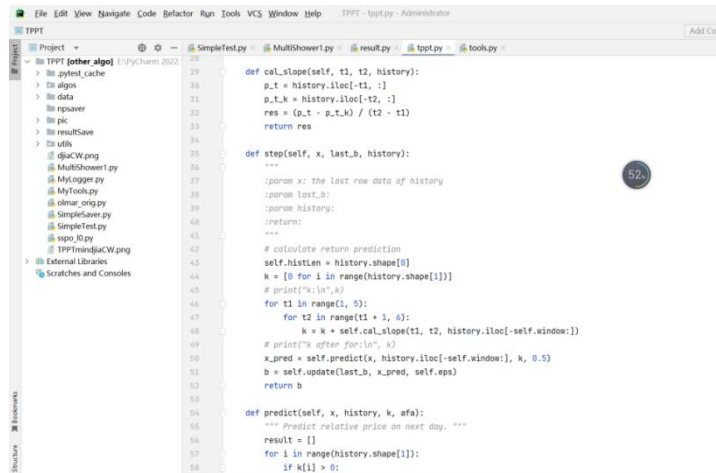 File Edit View Navigate Code Refactor Run Tools VCS Window Help TPPT - tppt.py - Administrator
TPPT
Add Co
Project
SimpleTest.py MultiShower1.py result.py tppt.py tools.py
Project
TPPT [other_algo] E:\PyCharm 2022.
.pytest_cache
algos
data
npsaver
pic
resultSave
utils
djiaCW.png
MultiShower1.py
MyLogger.py
MyTools.py
olmar_orig.py
SimpleSaver.py
SimpleTest.py
sspo_l0.py
TPPTmindjiaCW.png
External Libraries
Scratches and Consoles
28
29 def cal_slope(self, t1, t2, history):
30 p_t = history.iloc[-t1, :]
31 p_t_k = history.iloc[-t2, :]
32 res = (p_t - p_t_k) / (t2 - t1)
33 return res
34
35 def step(self, x, last_b, history):
36 """
37 :param x: the last row data of history
38 :param last_b:
39 :param history:
40 :return:
41 """
42 # calculate return prediction
43 self.histLen = history.shape[0]
44 k = [0 for i in range(history.shape[1])]
45 # print("k:\n",k)
46 for t1 in range(1, 5):
47 for t2 in range(t1 + 1, 6):
48 k = k + self.cal_slope(t1, t2, history.iloc[-self.window:])
49 # print("k after for:\n", k)
50 x_pred = self.predict(x, history.iloc[-self.window:], k, 0.5)
51 b = self.update(last_b, x_pred, self.eps)
52 return b
53
54 def predict(self, x, history, k, afa):
55 """ Predict relative price on next day. """
56 result = []
57 for i in range(history.shape[1]):
58 if k[i] > 0:
52%
Bookmarks
Structure